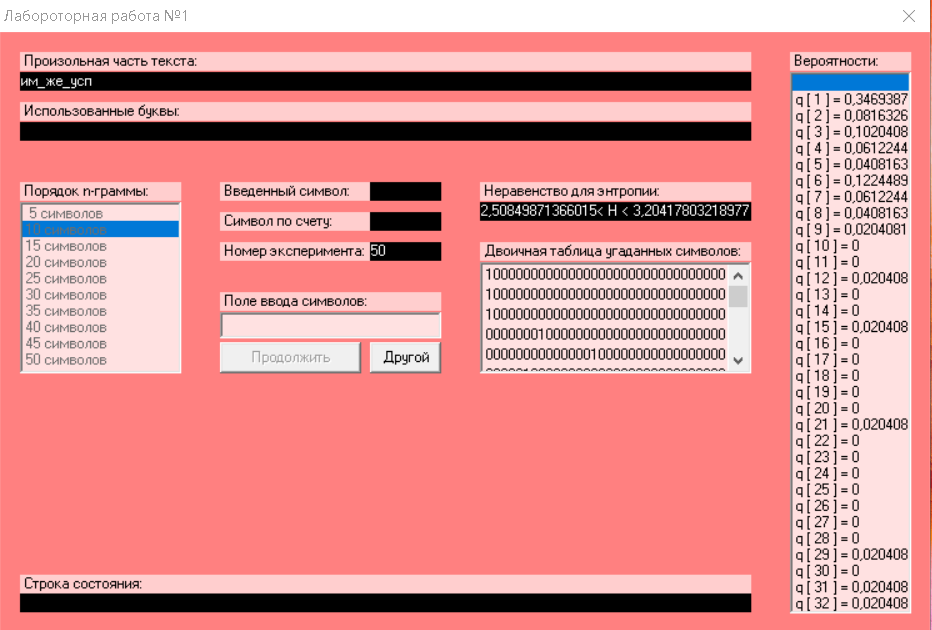 Лабороторная работа №1
Произольная часть текста:
им_же_усп
Использованные буквы:
Порядок n-граммы:
5 символов
10 символов
15 символов
20 символов
25 символов
30 символов
35 символов
40 символов
45 символов
50 символов
Введенный символ:
Символ по счету:
Номер эксперимента: 50
Поле ввода символов:
Продолжить
Другой
Неравенство для энтропии:
2,50849871366015< H < 3,20417803218977
Двоичная таблица угаданных символов:
10000000000000000000000000000000
10000000000000000000000000000000
10000000000000000000000000000000
00000001000000000000000000000000
00000000000000100000000000000000
Строка состояния:
Вероятности:
q [ 1 ] = 0,3469387
q [ 2 ] = 0,0816326
q [ 3 ] = 0,1020408
q [ 4 ] = 0,0612244
q [ 5 ] = 0,0408163
q [ 6 ] = 0,1224489
q [ 7 ] = 0,0612244
q [ 8 ] = 0,0408163
q [ 9 ] = 0,0204081
q [ 10 ] = 0
q [ 11 ] = 0
q [ 12 ] = 0,020408
q [ 13 ] = 0
q [ 14 ] = 0
q [ 15 ] = 0,020408
q [ 16 ] = 0
q [ 17 ] = 0
q [ 18 ] = 0
q [ 19 ] = 0
q [ 20 ] = 0
q [ 21 ] = 0,020408
q [ 22 ] = 0
q [ 23 ] = 0
q [ 24 ] = 0
q [ 25 ] = 0
q [ 26 ] = 0
q [ 27 ] = 0
q [ 28 ] = 0
q [ 29 ] = 0,020408
q [ 30 ] = 0
q [ 31 ] = 0,020408
q [ 32 ] = 0,020408